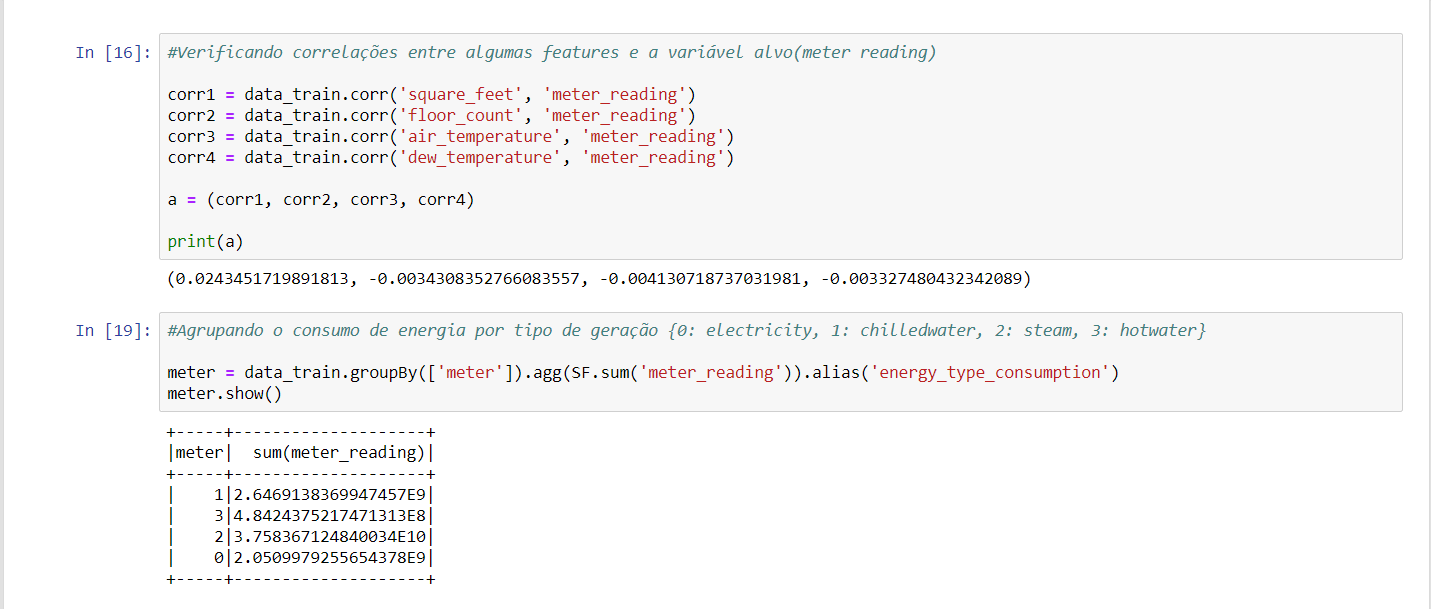 In [16]: #Verificando correlações entre algumas features e a variável alvo(meter reading)
corr1 = data_train.corr('square_feet', 'meter_reading')
corr2 = data_train.corr('floor_count', 'meter_reading')
corr3 = data_train.corr('air_temperature', 'meter_reading')
corr4 = data_train.corr('dew_temperature', 'meter_reading')
a = (corr1, corr2, corr3, corr4)
print(a)
(0.0243451719891813, -0.0034308352766083557, -0.004130718737031981, -0.003327480432342089)
In [19]: #Agrupando o consumo de energia por tipo de geração {0: electricity, 1: chilledwater, 2: steam, 3: hotwater}
meter = data_train.groupBy(['meter']).agg(SF.sum('meter_reading')).alias('energy_type_consumption')
meter.show()
+-----+--------------------+
|meter|  sum(meter_reading)|
+-----+--------------------+
|    1|2.6469138369947457E9|
|    3|4.8424375217471313E8|
|    2|3.758367124840034E10|
|    0|2.0509979255654378E9|
+-----+--------------------+